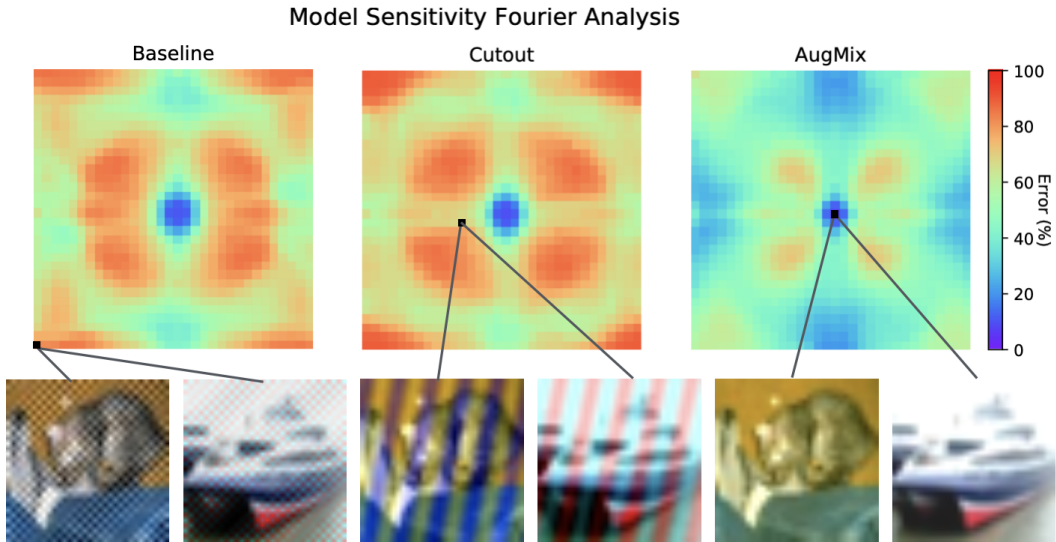 Model Sensitivity Fourier Analysis
Baseline
Cutout
AugMix
100
80
60
40
20
0
Error (%)